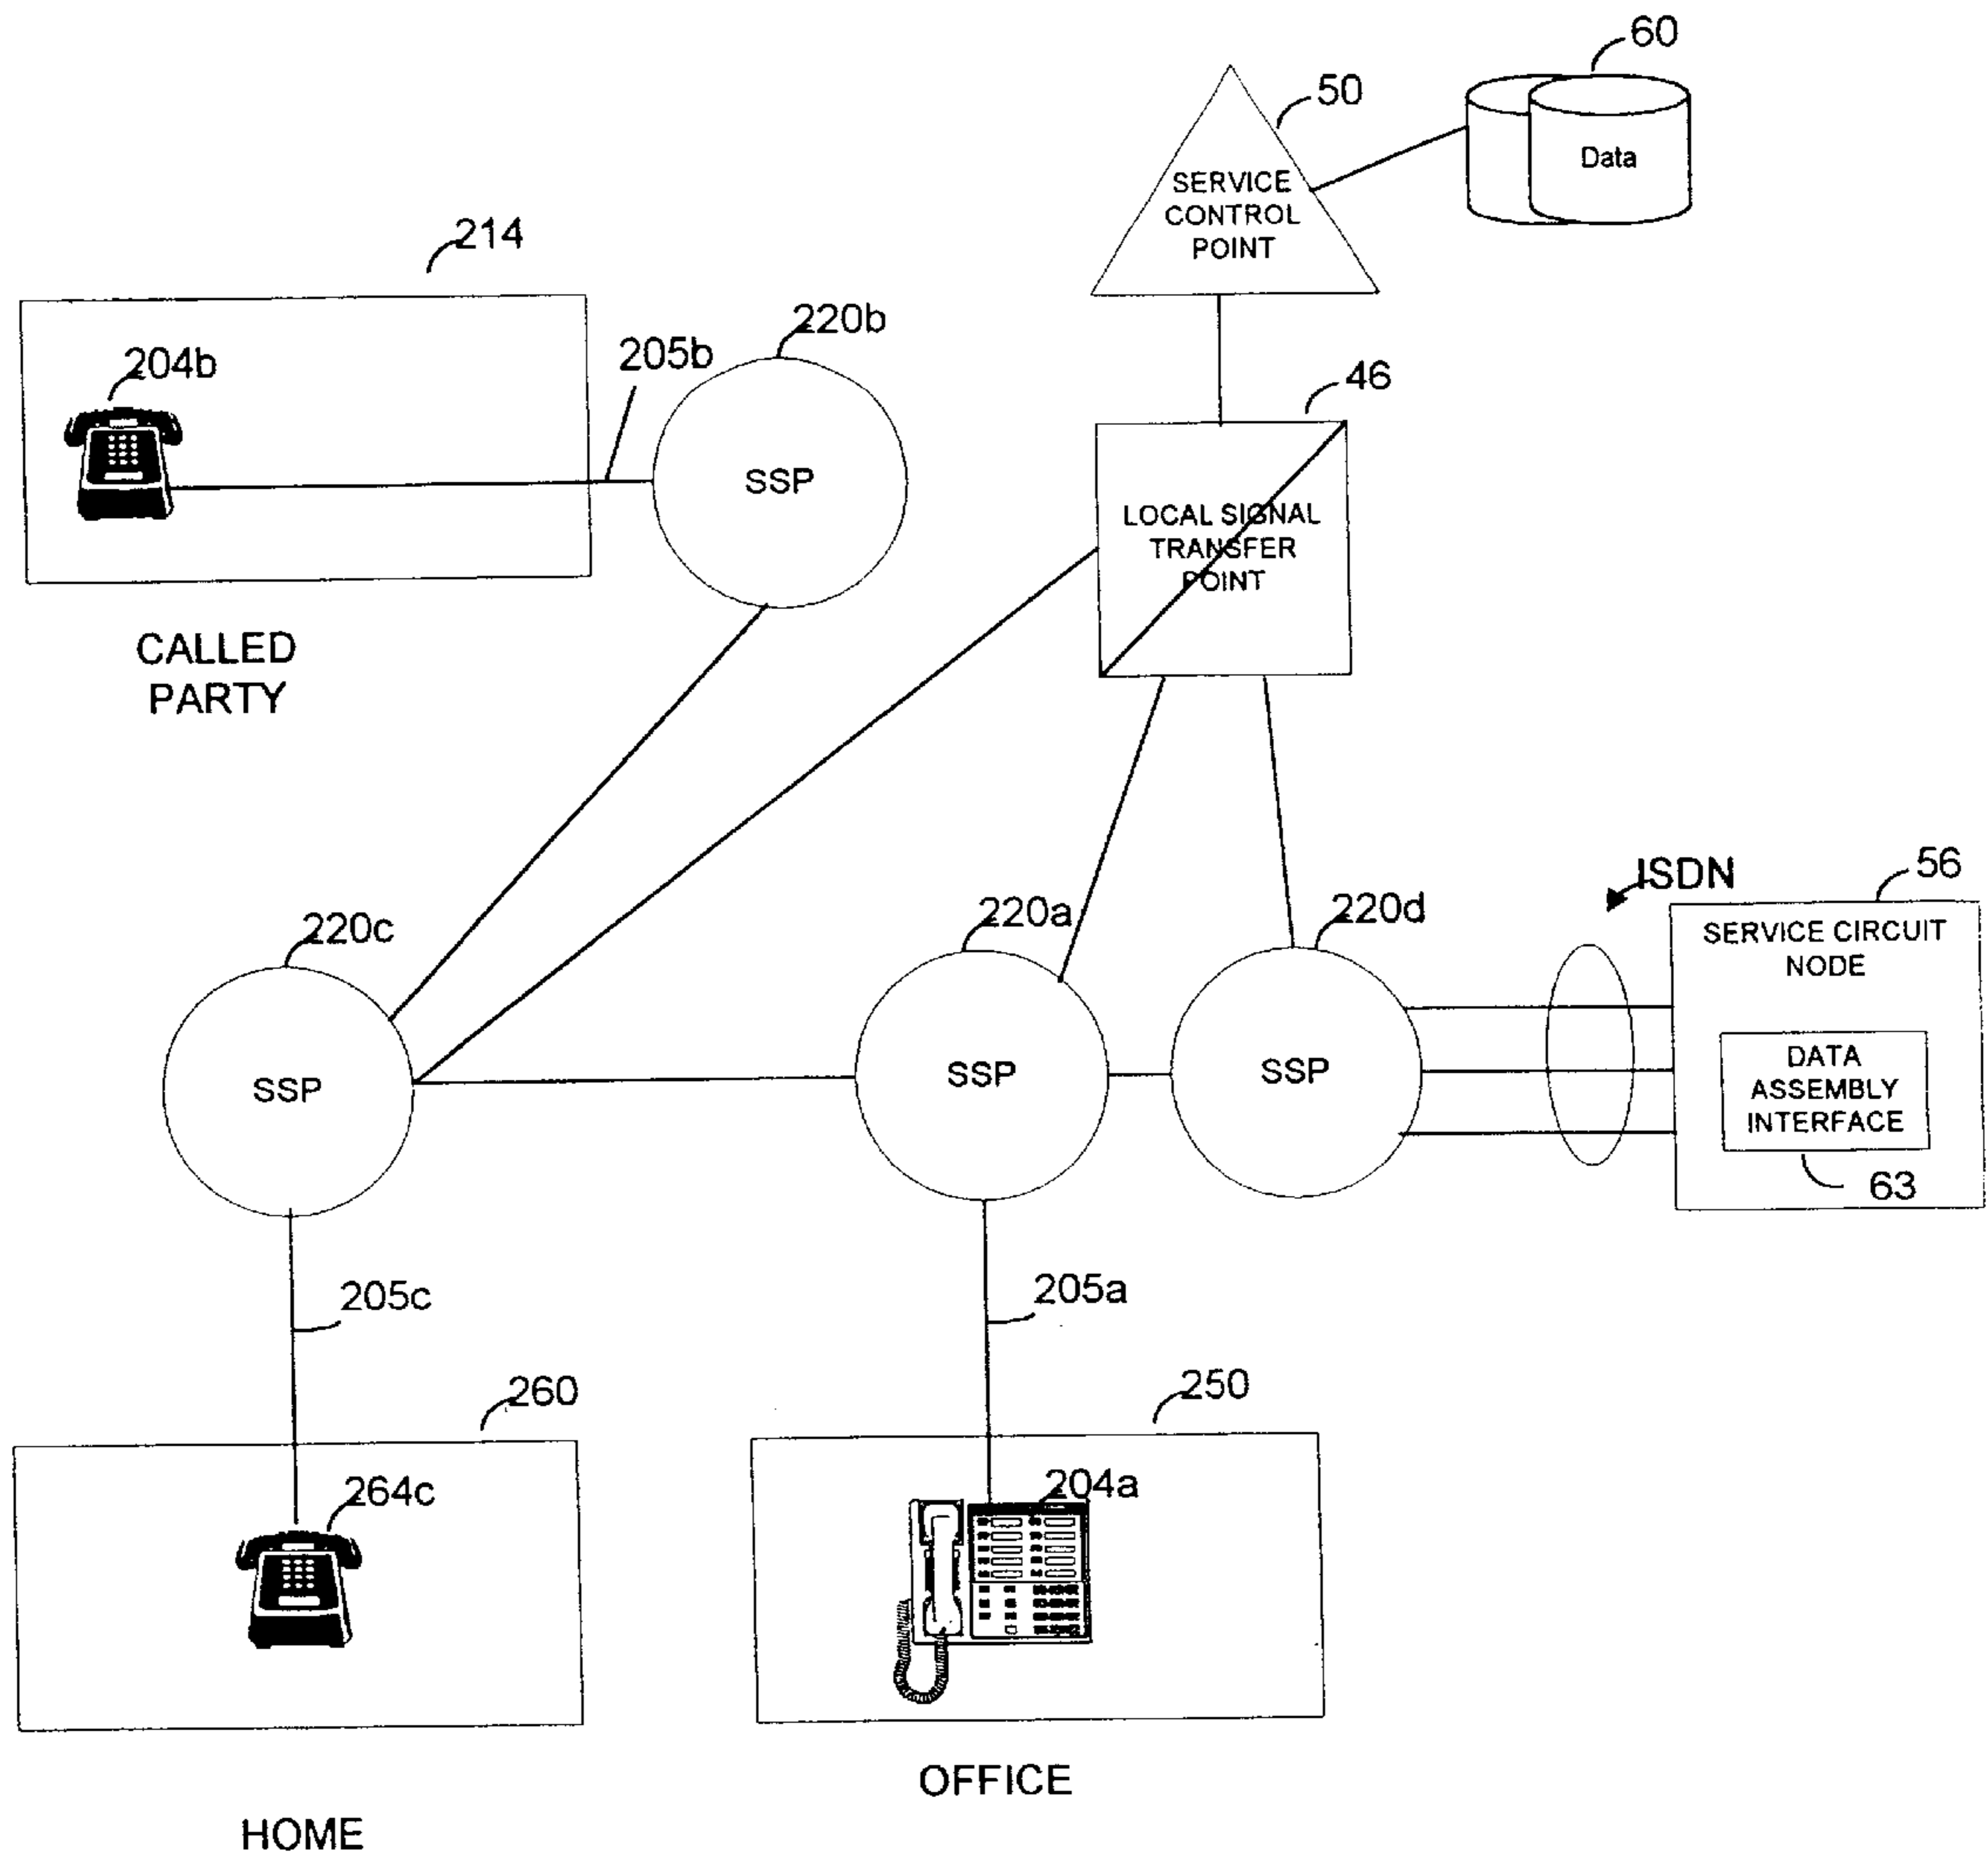 60
50
Data
SERVICE
CONTROL
POINT
214
220b
205b
204b
46
SSP
LOCAL SIGNAL
TRANSFER
POINT
CALLED
PARTY
ISDN
56
220c
220a
220d
SERVICE CIRCUIT
NODE
SSP
SSP
SSP
DATA
ASSEMBLY
INTERFACE
63
205c
205a
260
250
264c
204a
OFFICE
HOME